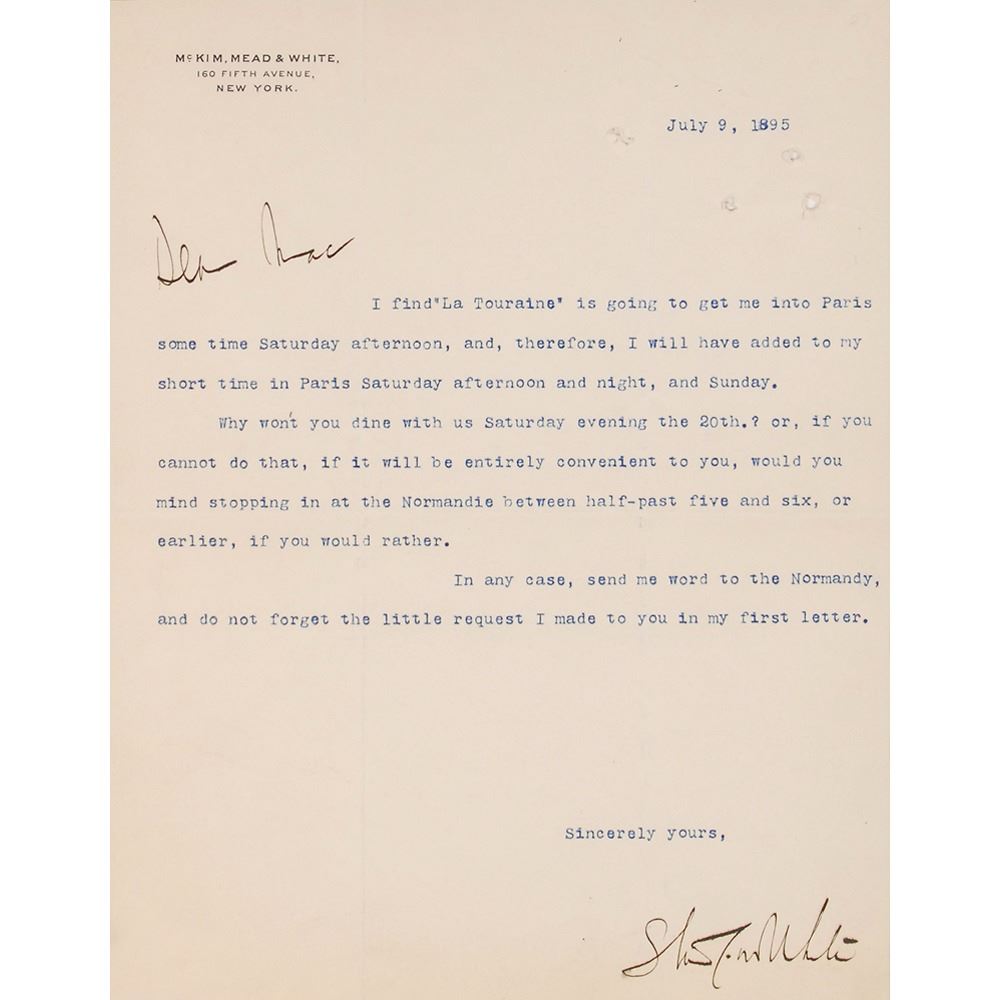 McKIM, MEAD & WHITE,
160 FIFTH AVENUE,
NEW YORK.
July 9, 1895
Dear Mac
I find"La Touraine" is going to get me into Paris
some time Saturday afternoon, and, therefore, I will have added to my
short time in Paris Saturday afternoon and night, and Sunday.
Why won't you dine with us Saturday evening the 20th.? or, if you
cannot do that, if it will be entirely convenient to you, would you
mind stopping in at the Normandie between half-past five and six, or
earlier, if you would rather.
In any case, send me word to the Normandy,
and do not forget the little request I made to you in my first letter.
Sincerely yours,
Stanford White